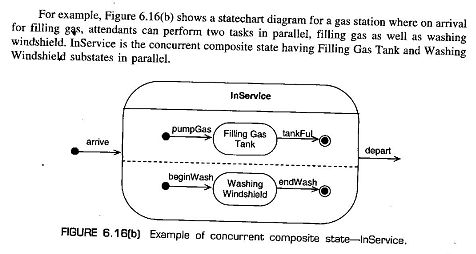 For example, Figure 6.16(b) shows a statechart diagram for a gas station where on arrival
for filling gas, attendants can perform two tasks in parallel, filling gas as well as washing
windshield. InService is the concurrent composite state having Filling Gas Tank and Washing
Windshield substates in parallel.
InService
pumpGas
Filling Gas
Tank
tankFul
arrive
depart
beginWash
Washing
Windshield
endWash
FIGURE 6.16(b) Example of concurrent composite state—InService.